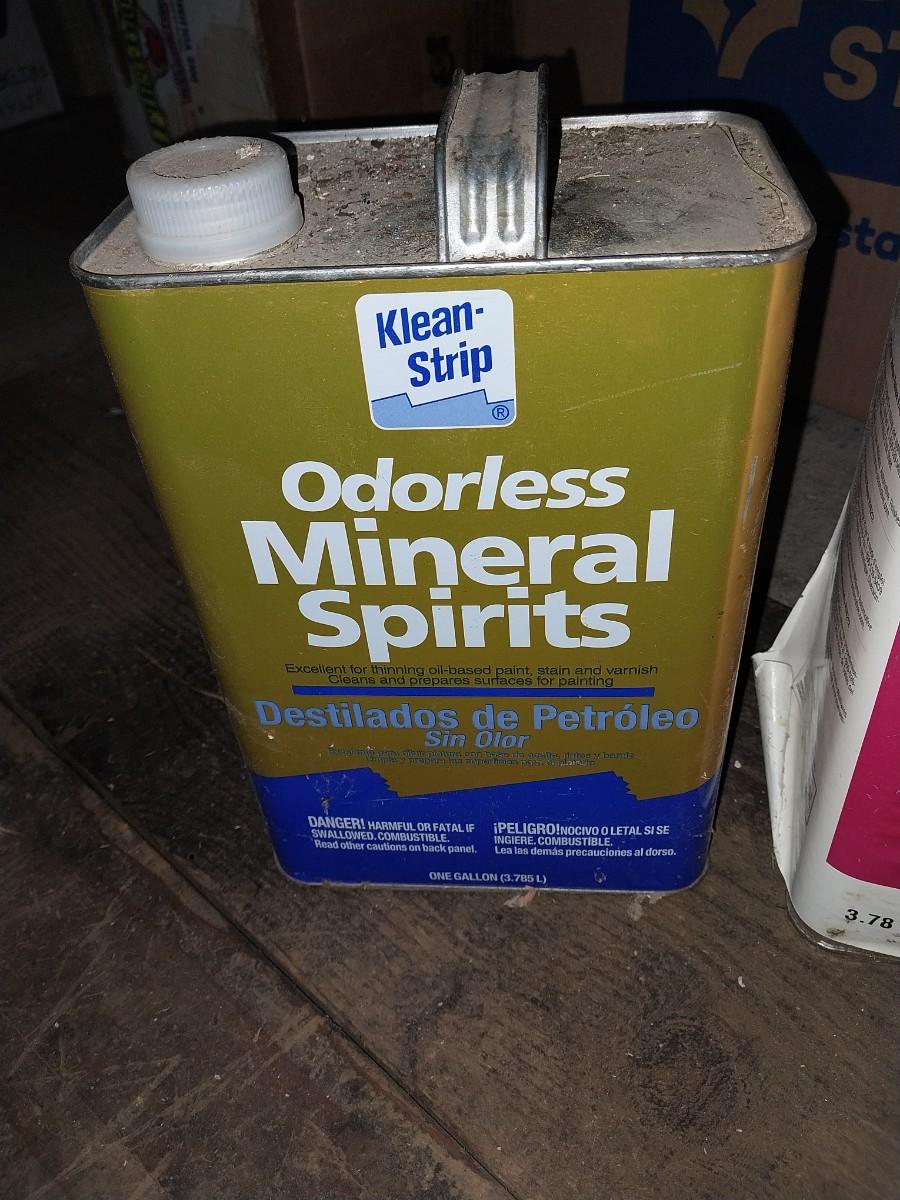 Klean-
Strip
®
Odorless
Mineral
Spirits
Excellent for thinning oil-based paint, stain and varnish
Cleans and prepares surfaces for painting
Destilados de Petróleo
Sin Olor
DANGER! HARMFUL OR FATAL IF
SWALLOWED. COMBUSTIBLE.
Read other cautions on back panel.
¡PELIGRO! NOCIVO O LETAL SI SE
INGIERE. COMBUSTIBLE.
Lea las demás precauciones al dorso.
ONE GALLON (3.785 L)
ST
sta
3.78